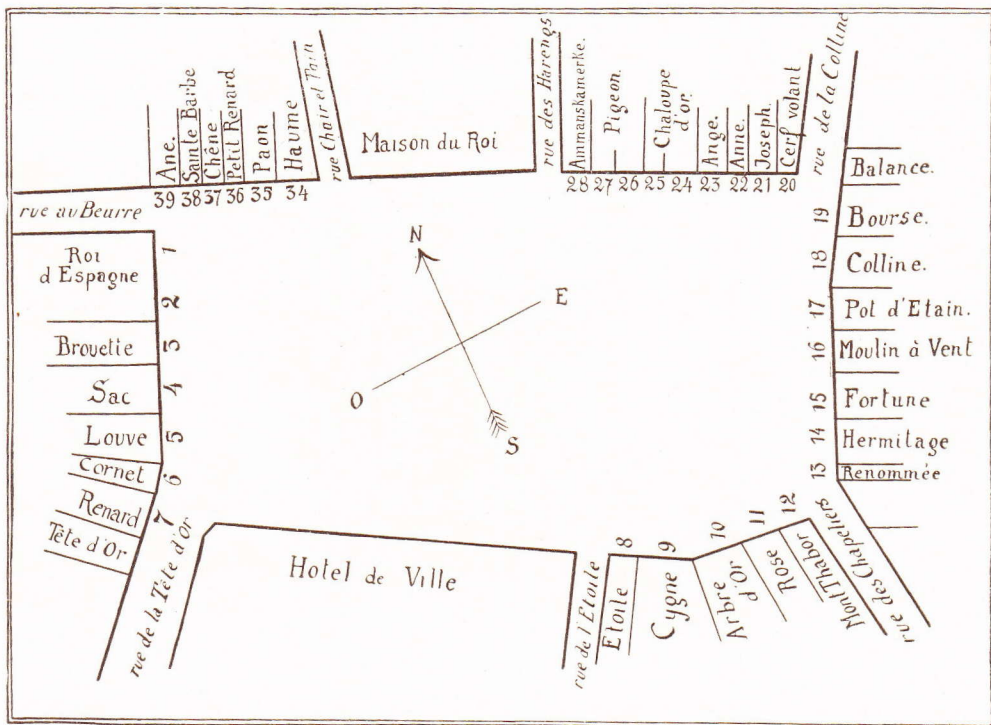 Ane.
Sainte Barbe
Chêne
Petit Renard
Paon
Haume
rue Chair et Pain
Maison du Roi
rue des Harengs
Ammanskamerke.
Pigeon.
Chaloupe
d'or.
Ange.
Anne.
Joseph.
Cerf volant
rue de la Colline
39 38 37 36 35 34
28 27 26 25 24 23 22 21 20
rue au Beurre
Balance.
Bourse.
19
Colline.
18
Pot d'Etain.
17
Moulin à Vent
16
Fortune
15
Hermitage
14
Renommée
13
Roi
d'Espagne
1
2
Brouette
3
Sac
4
Louve
5
Cornet
6
Renard
7
Tête d'Or
N
E
O
S
rue de la Tête d'Or
Hotel de Ville
rue de l'Etoile
8
Etoile
9
Cygne
10
Arbre
d'Or
11
Rose
12
Mont Thabor
rue des Chapeliers